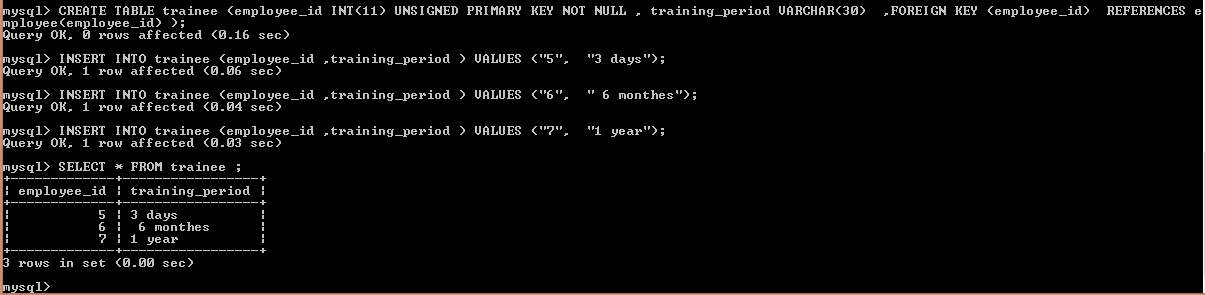 mysql> CREATE TABLE trainee (employee_id INT(11) UNSIGNED PRIMARY KEY NOT NULL , training_period VARCHAR(30)  ,FOREIGN KEY (employee_id)  REFERENCES e
mployee(employee_id) );
Query OK, 0 rows affected (0.16 sec)
mysql> INSERT INTO trainee (employee_id ,training_period ) VALUES ("5",  "3 days");
Query OK, 1 row affected (0.06 sec)
mysql> INSERT INTO trainee (employee_id ,training_period ) VALUES ("6",  " 6 monthes");
Query OK, 1 row affected (0.04 sec)
mysql> INSERT INTO trainee (employee_id ,training_period ) VALUES ("7",  "1 year");
Query OK, 1 row affected (0.03 sec)
mysql> SELECT * FROM trainee ;
+-------------+-----------------+
| employee_id | training_period |
+-------------+-----------------+
|           5 | 3 days          |
|           6 |  6 monthes      |
|           7 | 1 year          |
+-------------+-----------------+
3 rows in set (0.00 sec)
mysql>